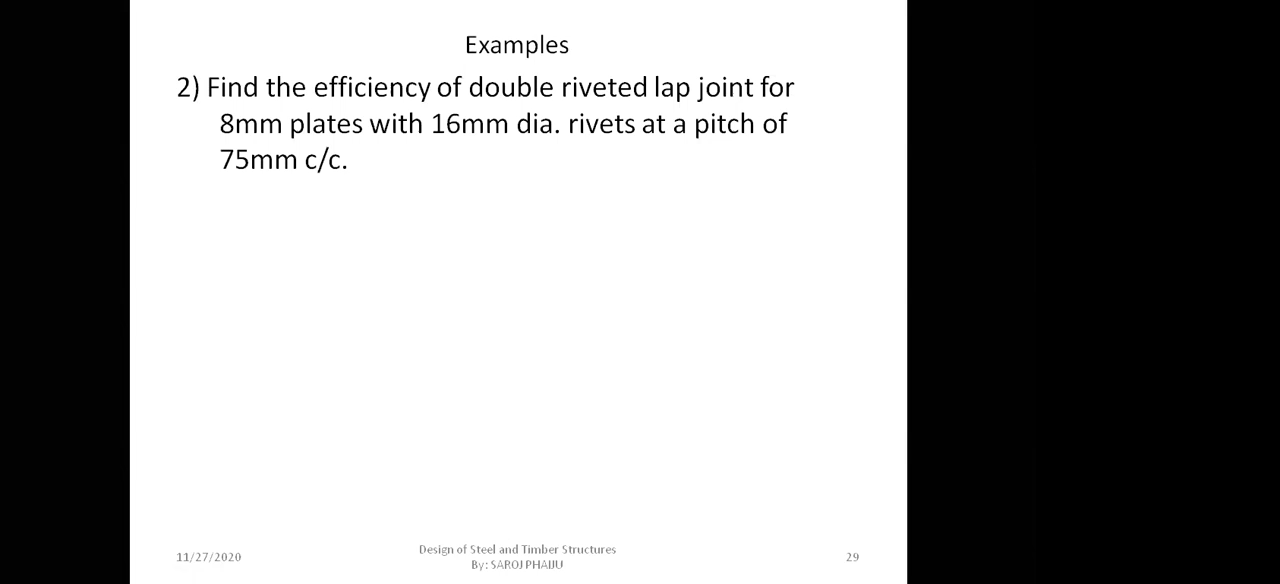 Examples
2) Find the efficiency of double riveted lap joint for
8mm plates with 16mm dia. rivets at a pitch of
75mm c/c.
11/27/2020
Design of Steel and Timber Structures
By: SAROJ PHAIJU
29